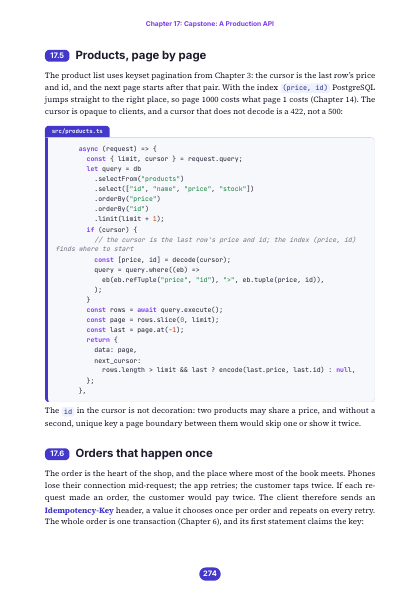 Chapter 17: Capstone: A Production API
17.5 Products, page by page
The product list uses keyset pagination from Chapter 3: the cursor is the last row's price
and id, and the next page starts after that pair. With the index (price, id) PostgreSQL
jumps straight to the right place, so page 1000 costs what page 1 costs (Chapter 14). The
cursor is opaque to clients, and a cursor that does not decode is a 422, not a 500:
src/products.ts
async (request) => {
const { limit, cursor } = request.query;
let query = db
.selectFrom("products")
.select(["id", "name", "price", "stock"])
.orderBy("price")
.orderBy("id")
.limit(limit + 1);
if (cursor) {
// the cursor is the last row's price and id; the index (price, id)
finds where to start
const [price, id] = decode(cursor);
query = query.where((eb) =>
eb(eb.refTuple("price", "id"), ">", eb.tuple(price, id)),
);
}
const rows = await query.execute();
const page = rows.slice(0, limit);
const last = page.at(-1);
return {
data: page,
next_cursor:
rows.length > limit && last ? encode(last.price, last.id) : null,
};
},
The id in the cursor is not decoration: two products may share a price, and without a
second, unique key a page boundary between them would skip one or show it twice.
17.6 Orders that happen once
The order is the heart of the shop, and the place where most of the book meets. Phones
lose their connection mid-request; the app retries; the customer taps twice. If each re-
quest made an order, the customer would pay twice. The client therefore sends an
Idempotency-Key header, a value it chooses once per order and repeats on every retry.
The whole order is one transaction (Chapter 6), and its first statement claims the key:
274